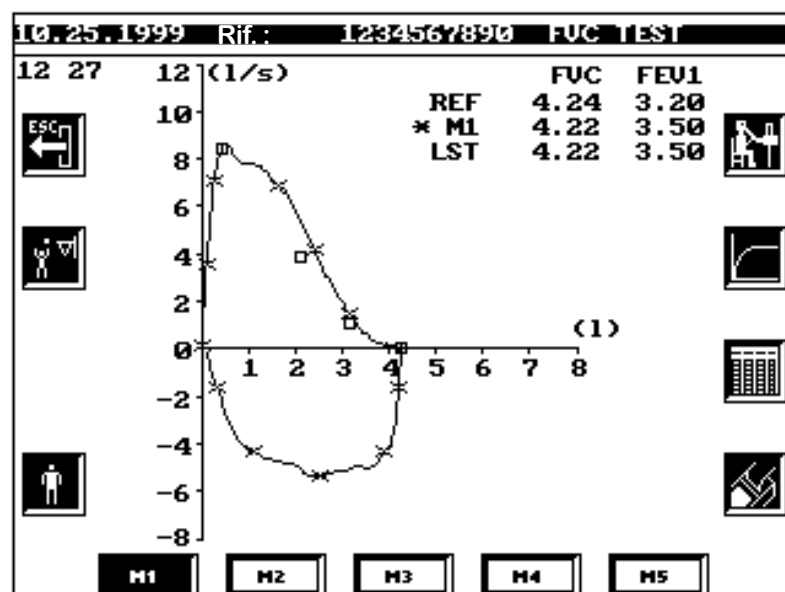 10.25.1999 Rif. : 1234567890 FVC TEST
12 27
12 (l/s)
FVC FEV1
REF 4.24 3.20
* M1 4.22 3.50
LST 4.22 3.50
ESC
10
8
6
4
2
(l)
0
1 2 3 4 5 6 7 8
-2
-4
-6
-8
M1 M2 M3 M4 M5